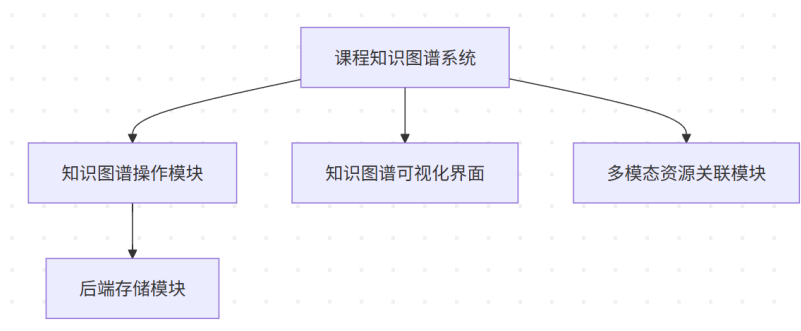 课程知识图谱系统
知识图谱操作模块
知识图谱可视化界面
多模态资源关联模块
后端存储模块